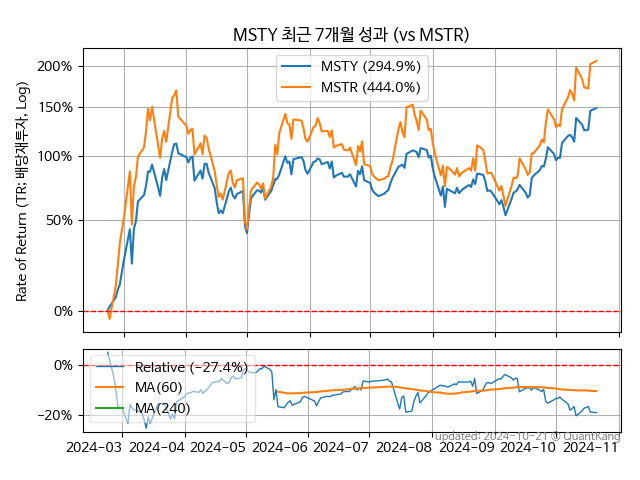 MSTY 최근 7개월 성과 (vs MSTR)
Rate of Return (TR: 배당재투자, Log)
200%
150%
100%
50%
0%
MSTY (294.9%)
MSTR (444.0%)
0%
−20%
Relative (−27.4%)
MA(60)
MA(240)
updated: 2024-10-21 © QuantKang
2024−03 2024−04 2024−05 2024−06 2024−07 2024−08 2024−09 2024−10 2024−11